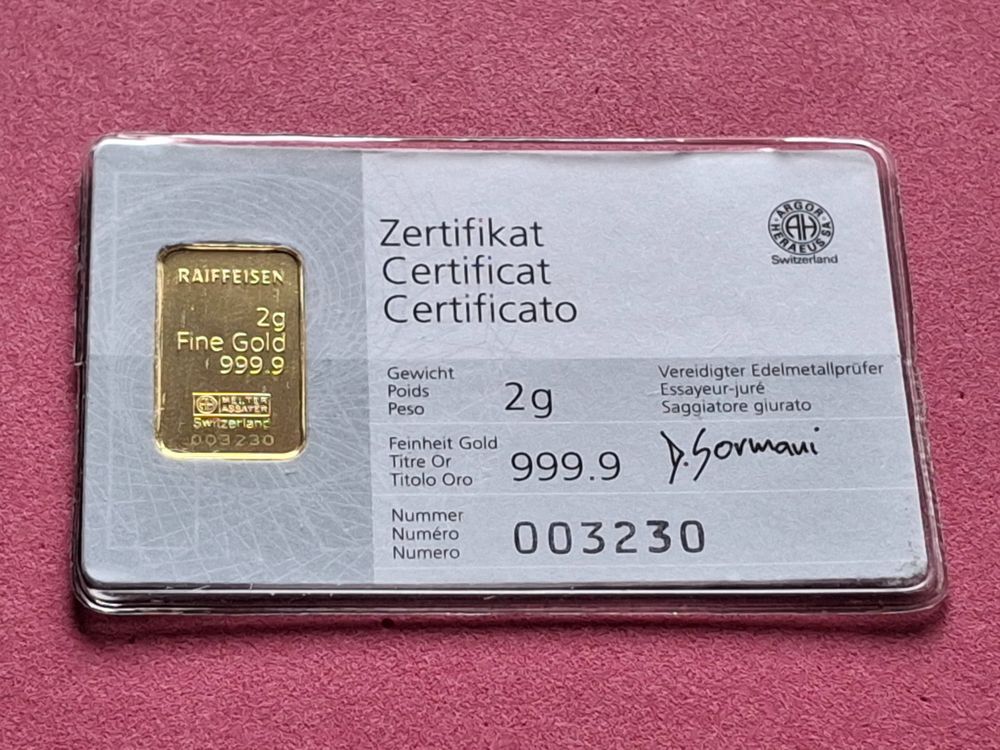 RAIFFEISEN
2g
Fine Gold
999.9
MELTER
ASSAYER
Switzerland
003230
Zertifikat
Certificat
Certificato
ARGOR
HERAEUS SA
AH
Switzerland
Gewicht
Poids
Peso
2g
Vereidigter Edelmetallprüfer
Essayeur-juré
Saggiatore giurato
Feinheit Gold
Titre Or
Titolo Oro
999.9
D. Sormani
Nummer
Numéro
Numero
003230